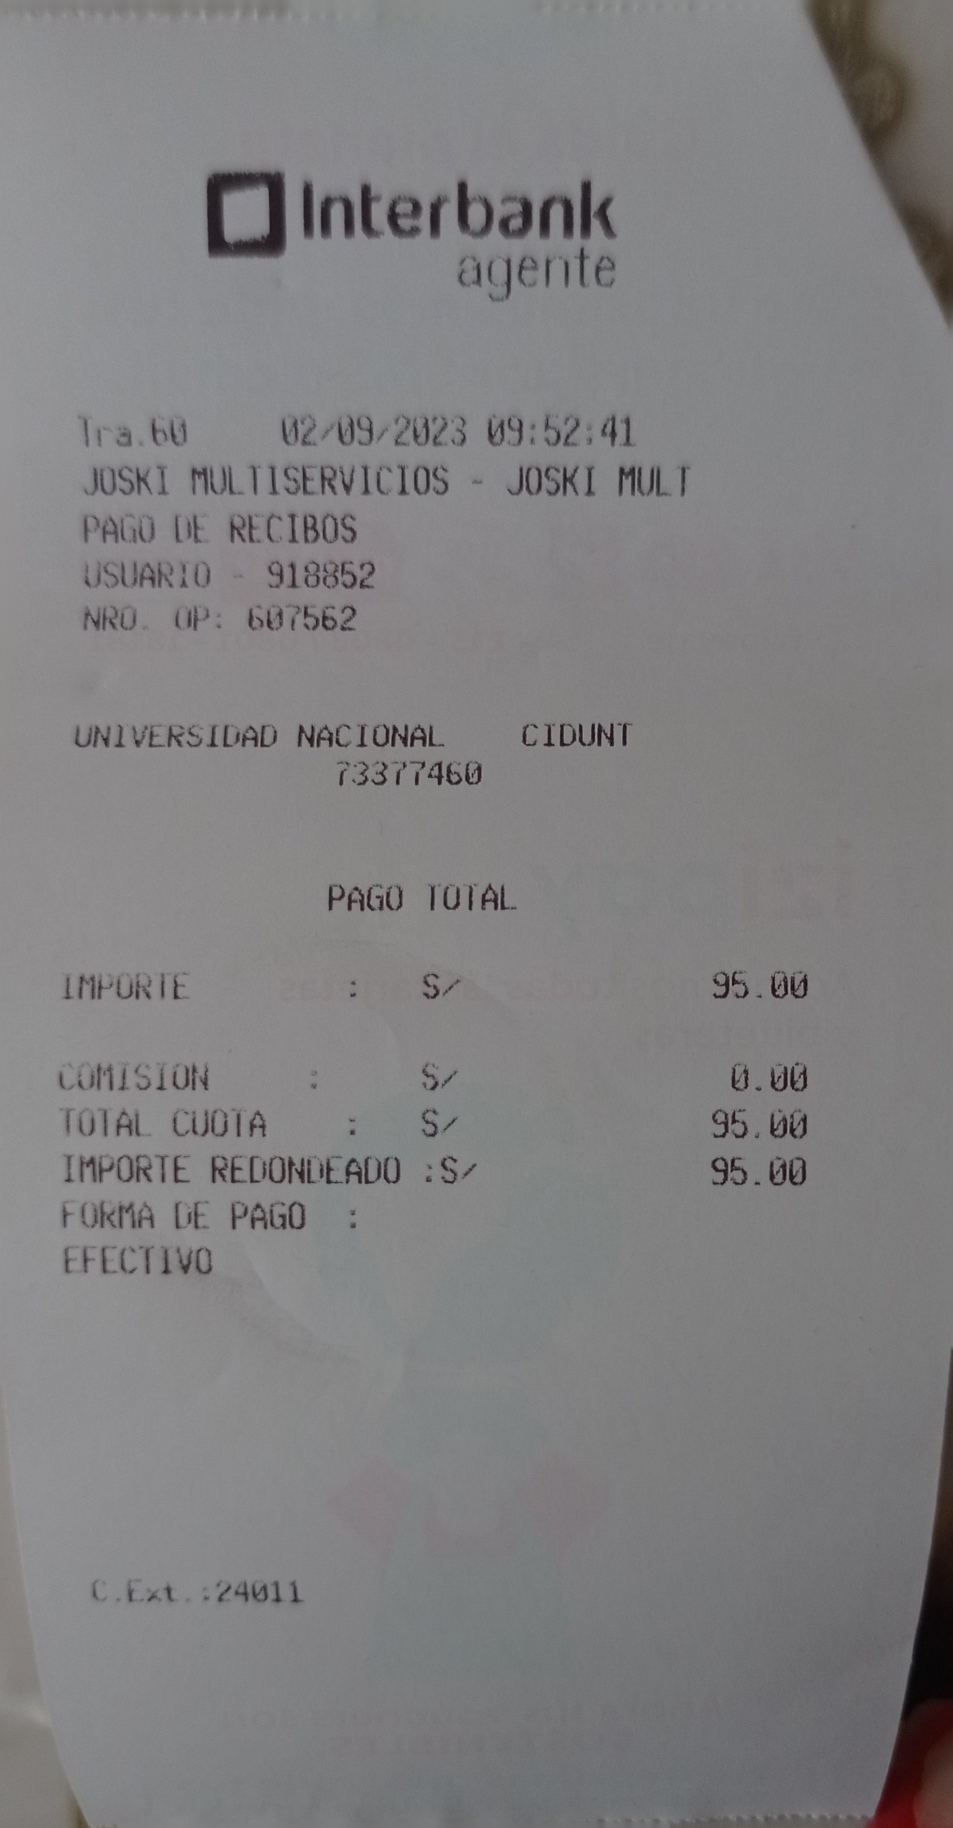 Interbank
agente
Tra.60 02/09/2023 09:52:41
JOSKI MULTISERVICIOS - JOSKI MULT
PAGO DE RECIBOS
USUARIO - 918852
NRO. OP: 607562
UNIVERSIDAD NACIONAL CIDUNT
73377460
PAGO TOTAL
IMPORTE : S/ 95.00
COMISION : S/ 0.00
TOTAL CUOTA : S/ 95.00
IMPORTE REDONDEADO :S/ 95.00
FORMA DE PAGO :
EFECTIVO
C.Ext.:24011